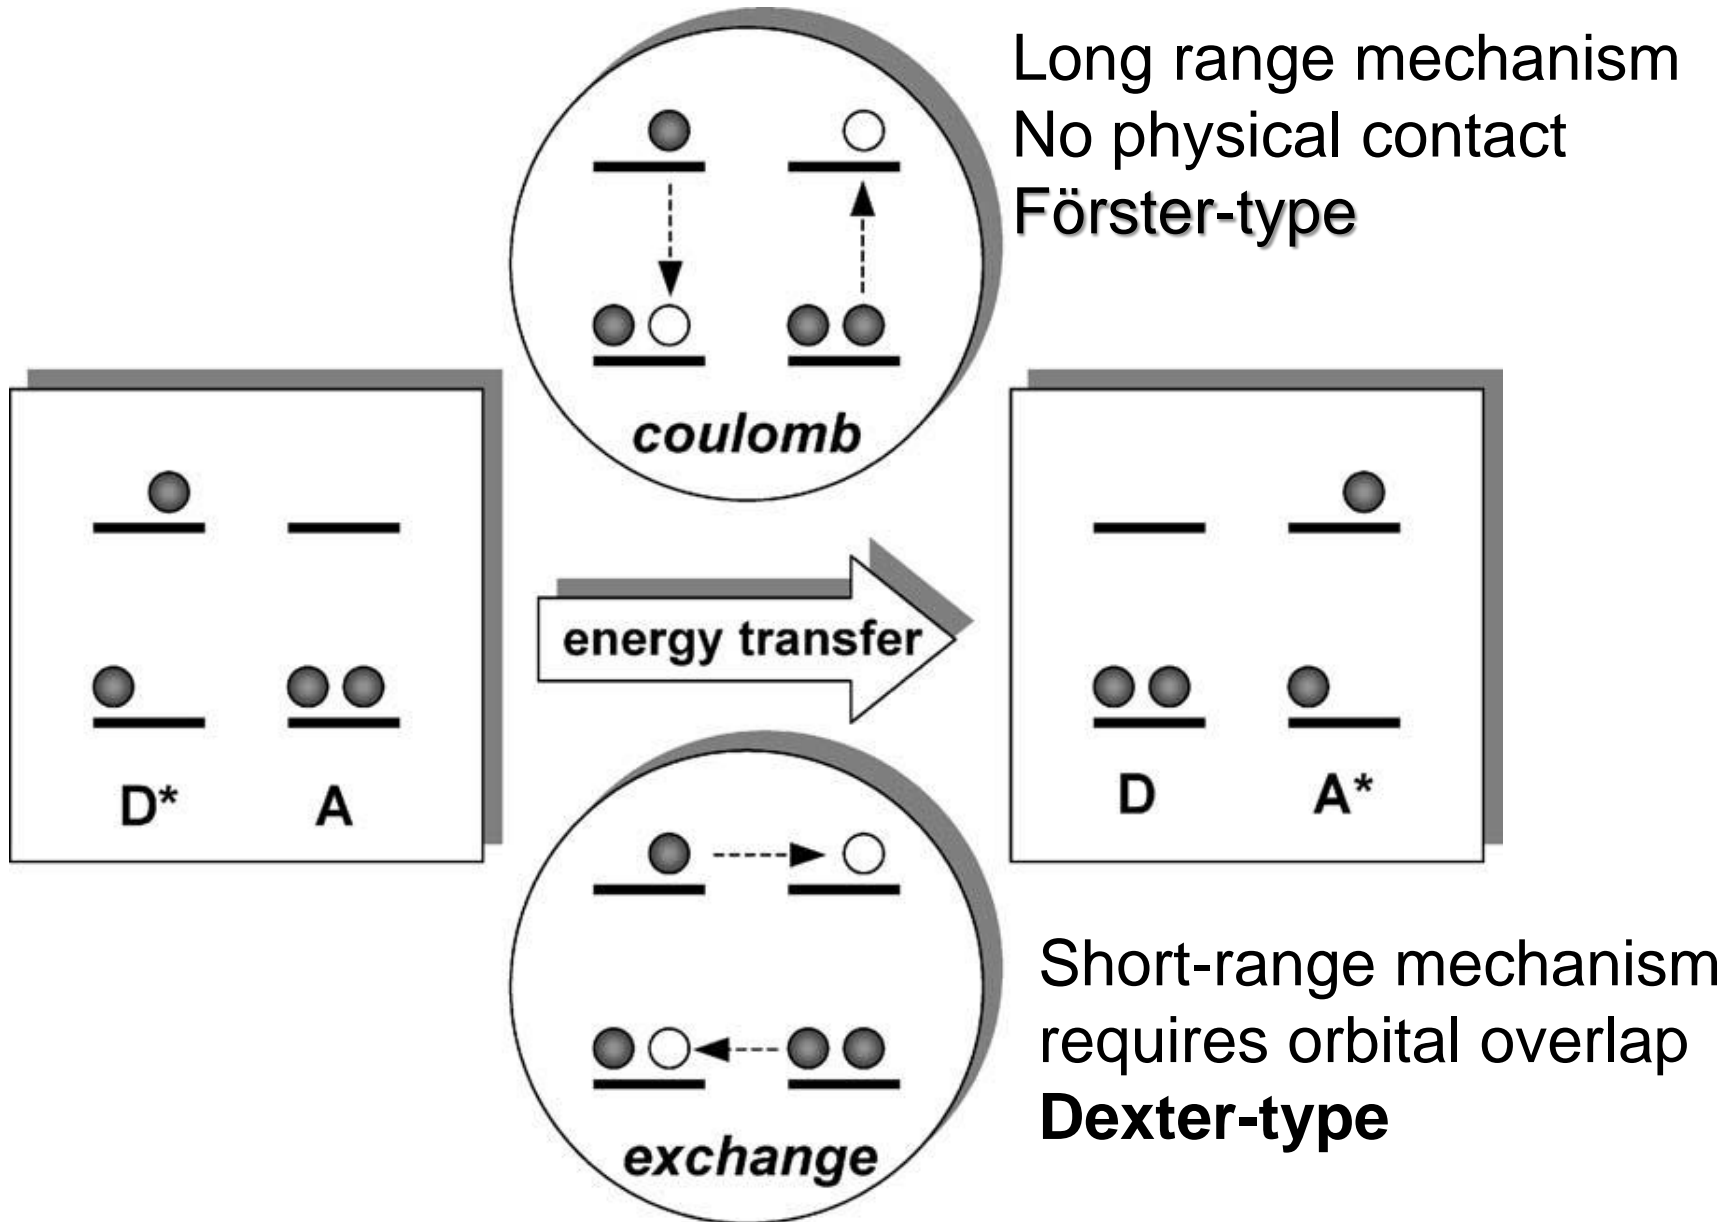 Long range mechanism
No physical contact
Förster-type
coulomb
energy transfer
D* A
D A*
exchange
Short-range mechanism
requires orbital overlap
Dexter-type